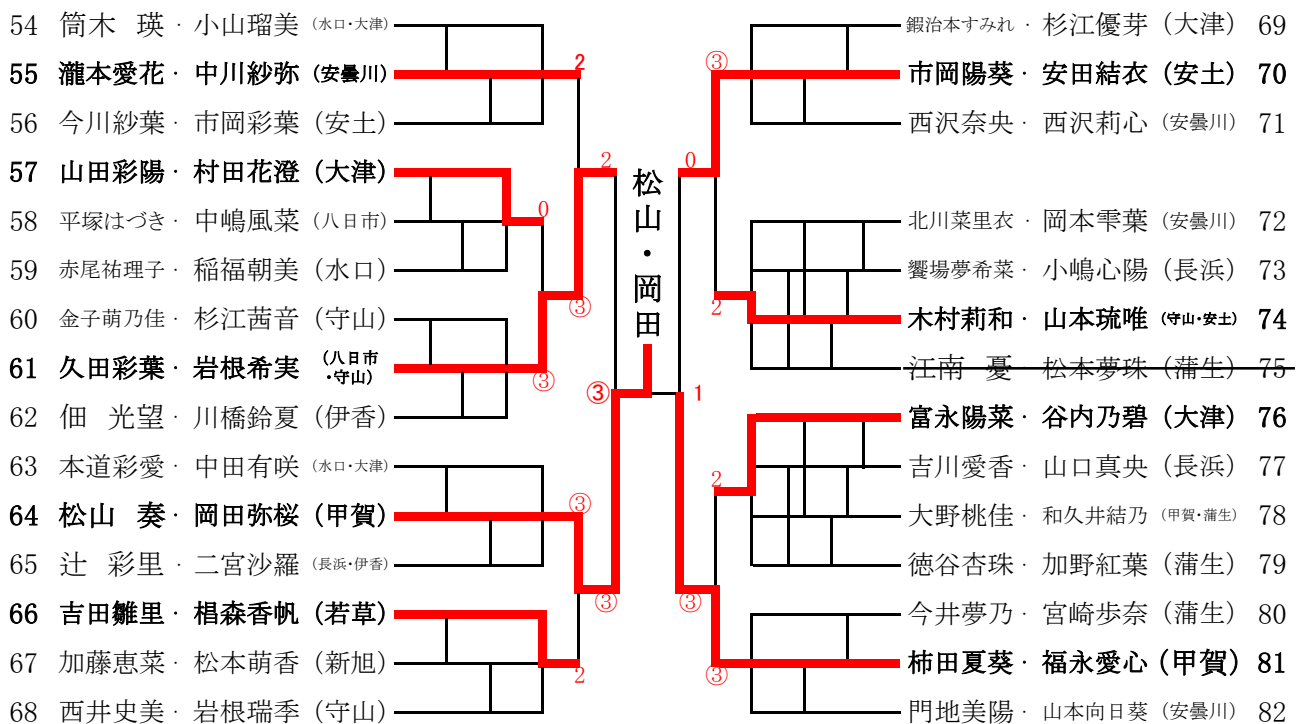 54 筒木 瑛・小山瑠美 (水口・大津)
55 瀧本愛花・中川紗弥 (安曇川)
56 今川紗葉・市岡彩葉 (安土)
57 山田彩陽・村田花澄 (大津)
58 平塚はづき・中嶋風菜 (八日市)
59 赤尾祐理子・稲福朝美 (水口)
60 金子萌乃佳・杉江茜音 (守山)
61 久田彩葉・岩根希実 (八日市・守山)
62 佃 光望・川橋鈴夏 (伊香)
63 本道彩愛・中田有咲 (水口・大津)
64 松山 奏・岡田弥桜 (甲賀)
65 辻 彩里・二宮沙羅 (長浜・伊香)
66 吉田雛里・椙森香帆 (若草)
67 加藤恵菜・松本萌香 (新旭)
68 西井史美・岩根瑞季 (守山)
2
2
0
③
③
③
③
③
2
松山・岡田
1
0
③
2
2
③
③
鍜治本すみれ・杉江優芽 (大津) 69
市岡陽葵・安田結衣 (安土) 70
西沢奈央・西沢莉心 (安曇川) 71
北川菜里衣・岡本雫葉 (安曇川) 72
饗場夢希菜・小嶋心陽 (長浜) 73
木村莉和・山本琉唯 (守山・安土) 74
汪南 憂 松本夢珠 (蒲生) 75
富永陽菜・谷内乃碧 (大津) 76
吉川愛香・山口真央 (長浜) 77
大野桃佳・和久井結乃 (甲賀・蒲生) 78
徳谷杏珠・加野紅葉 (蒲生) 79
今井夢乃・宮崎歩奈 (蒲生) 80
柿田夏葵・福永愛心 (甲賀) 81
門地美陽・山本向日葵 (安曇川) 82